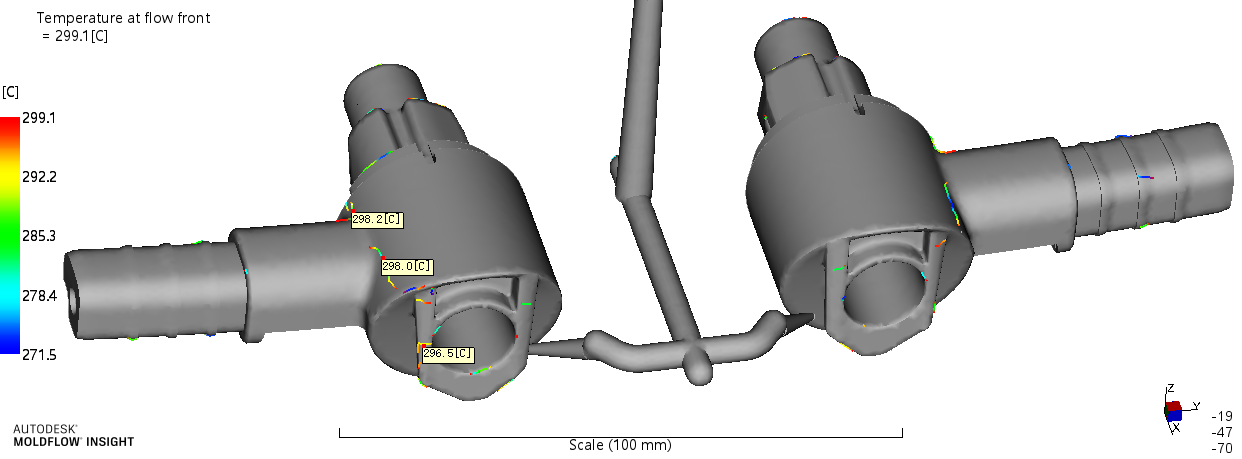 Temperature at flow front
= 299.1[C]
[C]
299.1
292.2
285.3
278.4
271.5
298.2[C]
298.0[C]
296.5[C]
AUTODESK®
MOLDFLOW® INSIGHT
Scale (100 mm)
Z
Y
X
-19
-47
-70